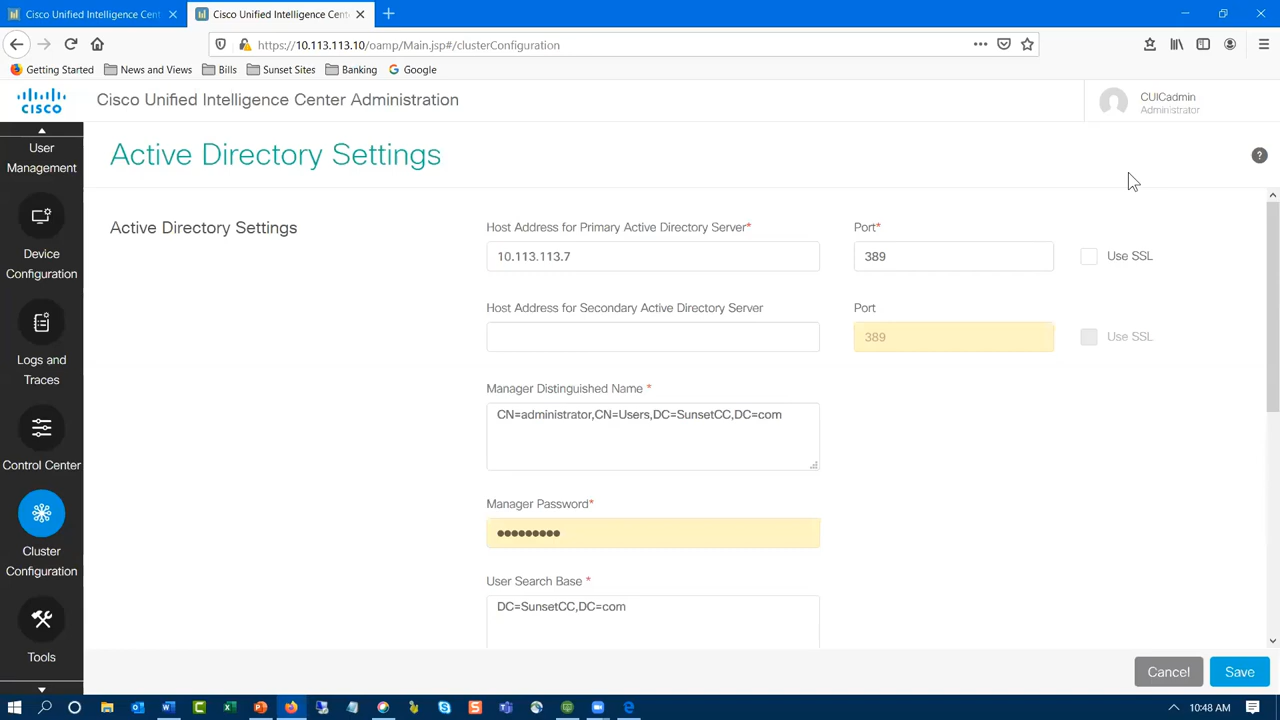 Cisco Unified Intelligence Cent
Cisco Unified Intelligence Cent
https://10.113.113.10/oamp/Main.jsp#/clusterConfiguration
Getting Started
News and Views
Bills
Sunset Sites
Banking
Google
cisco
Cisco Unified Intelligence Center Administration
CUICadmin
Administrator
Active Directory Settings
User
Management
Device
Configuration
Logs and
Traces
Control Center
Cluster
Configuration
Tools
Active Directory Settings
Host Address for Primary Active Directory Server*
Port*
10.113.113.7
389
Use SSL
Host Address for Secondary Active Directory Server
Port
389
Use SSL
Manager Distinguished Name *
CN=administrator,CN=Users,DC=SunsetCC,DC=com
Manager Password*
User Search Base *
DC=SunsetCC,DC=com
Cancel
Save
10:48 AM